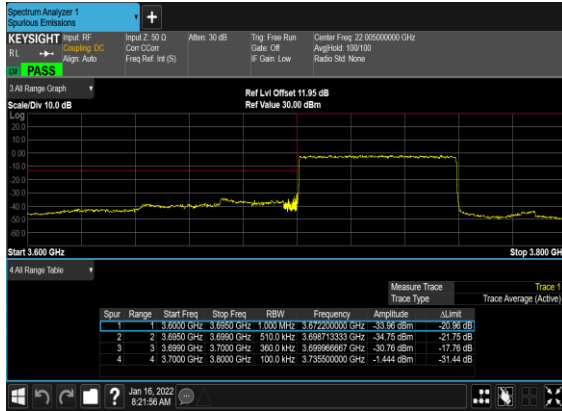 Spectrum Analyzer 1
Spurious Emissions
KEYSIGHT Input: RF Input Z: 50 Ω Atten: 30 dB Trig: Free Run Center Freq: 22.005000000 GHz
RL Coupling: DC Corr CCorr Gate: Off Avg|Hold: 100/100
Align: Auto Freq Ref: Int (S) IF Gain: Low Radio Std: None
PASS
3 All Range Graph Ref Lvl Offset 11.95 dB
Scale/Div 10.0 dB Ref Value 30.00 dBm
Log
20.0
10.0
0.00
-10.0
-20.0
-30.0
-40.0
-50.0
-60.0
Start 3.600 GHz Stop 3.800 GH
4 All Range Table
Measure Trace Trace 1
Trace Type Trace Average (Active)
Spur Range Start Freq Stop Freq RBW Frequency Amplitude ΔLimit
1 1 3.6000 GHz 3.6950 GHz 1.000 MHz 3.672200000 GHz -33.96 dBm -20.96 dB
2 2 3.6950 GHz 3.6990 GHz 510.0 kHz 3.698713333 GHz -34.75 dBm -21.75 dB
3 3 3.6990 GHz 3.7000 GHz 360.0 kHz 3.699966667 GHz -30.76 dBm -17.76 dB
4 4 3.7000 GHz 3.8000 GHz 100.0 kHz 3.735500000 GHz -1.444 dBm -31.44 dB
Jan 16, 2022
8:21:56 AM